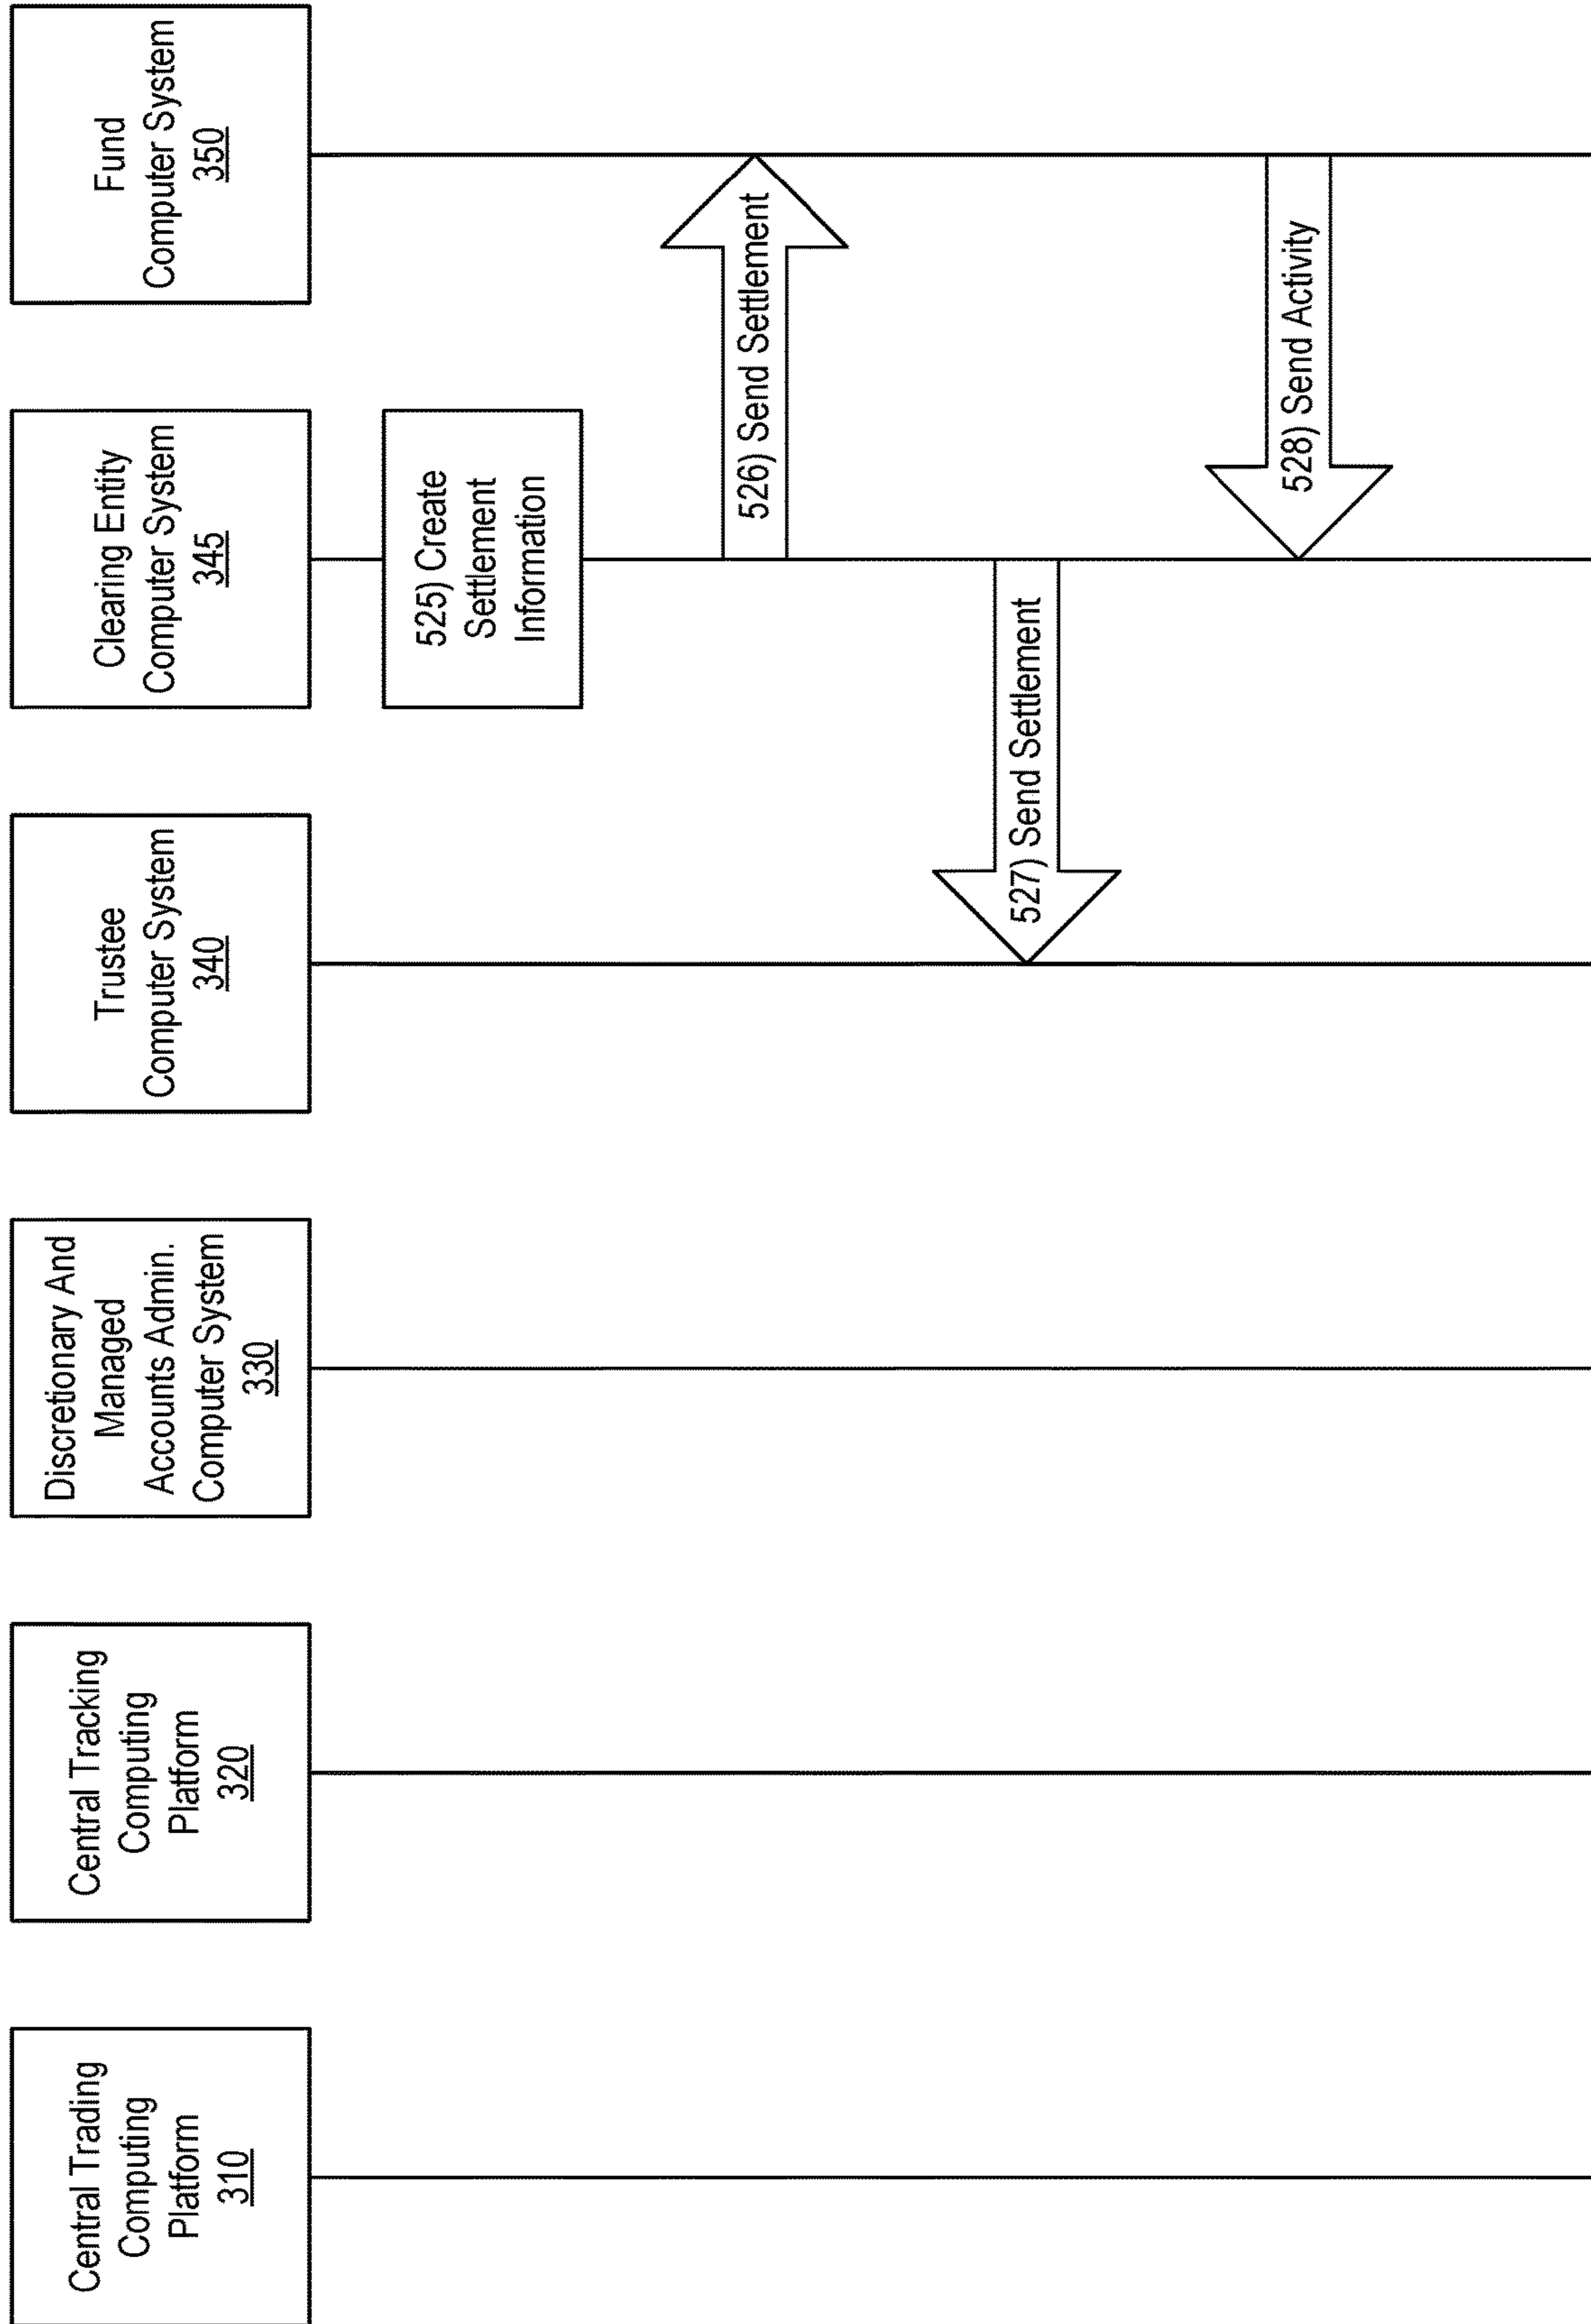 Central Trading
Computing
Platform
310
Central Tracking
Computing
Platform
320
Discretionary And
Managed
Accounts Admin.
Computer System
330
Trustee
Computer System
340
Clearing Entity
Computer System
345
Fund
Computer System
350
525) Create
Settlement
Information
526) Send Settlement
527) Send Settlement
528) Send Activity